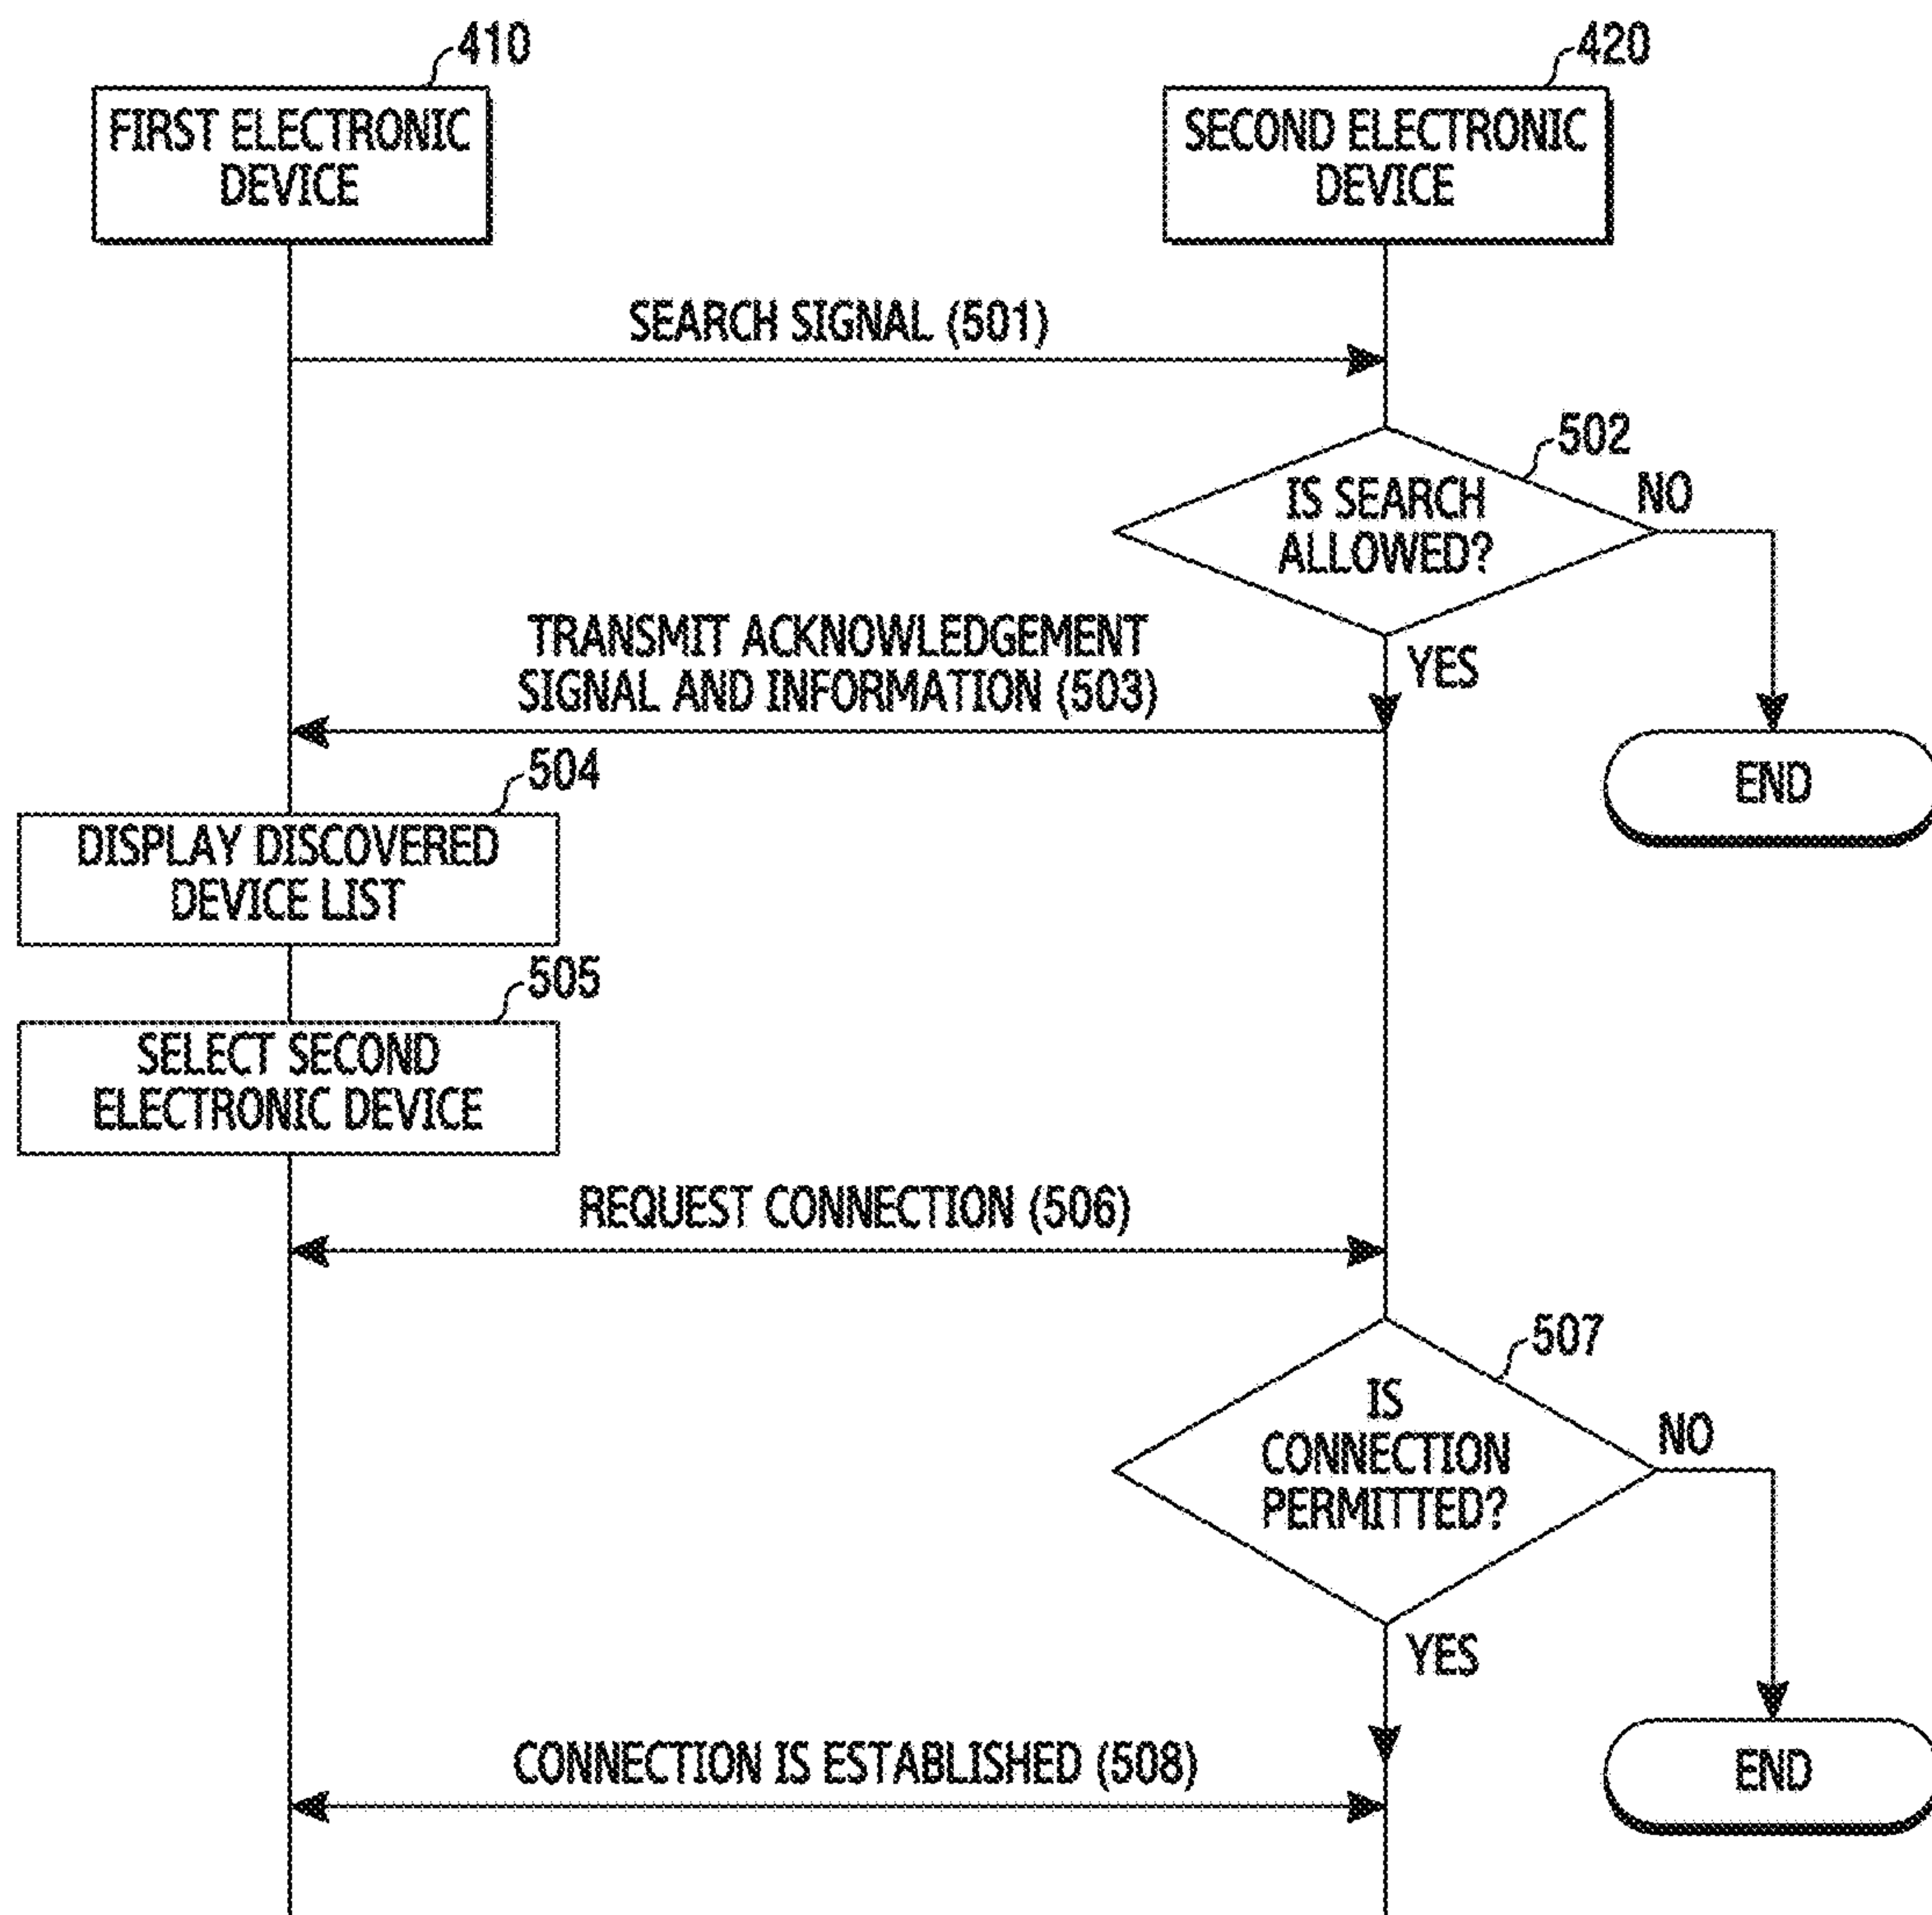 410
420
FIRST ELECTRONIC
DEVICE
SECOND ELECTRONIC
DEVICE
SEARCH SIGNAL (501)
502
IS SEARCH
ALLOWED?
NO
TRANSMIT ACKNOWLEDGEMENT
SIGNAL AND INFORMATION (503)
YES
504
END
DISPLAY DISCOVERED
DEVICE LIST
505
SELECT SECOND
ELECTRONIC DEVICE
REQUEST CONNECTION (506)
507
IS
CONNECTION
PERMITTED?
NO
YES
CONNECTION IS ESTABLISHED (508)
END